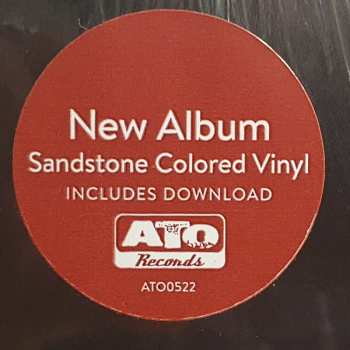 New Album
Sandstone Colored Vinyl
INCLUDES DOWNLOAD
ATO
Records
ATO0522